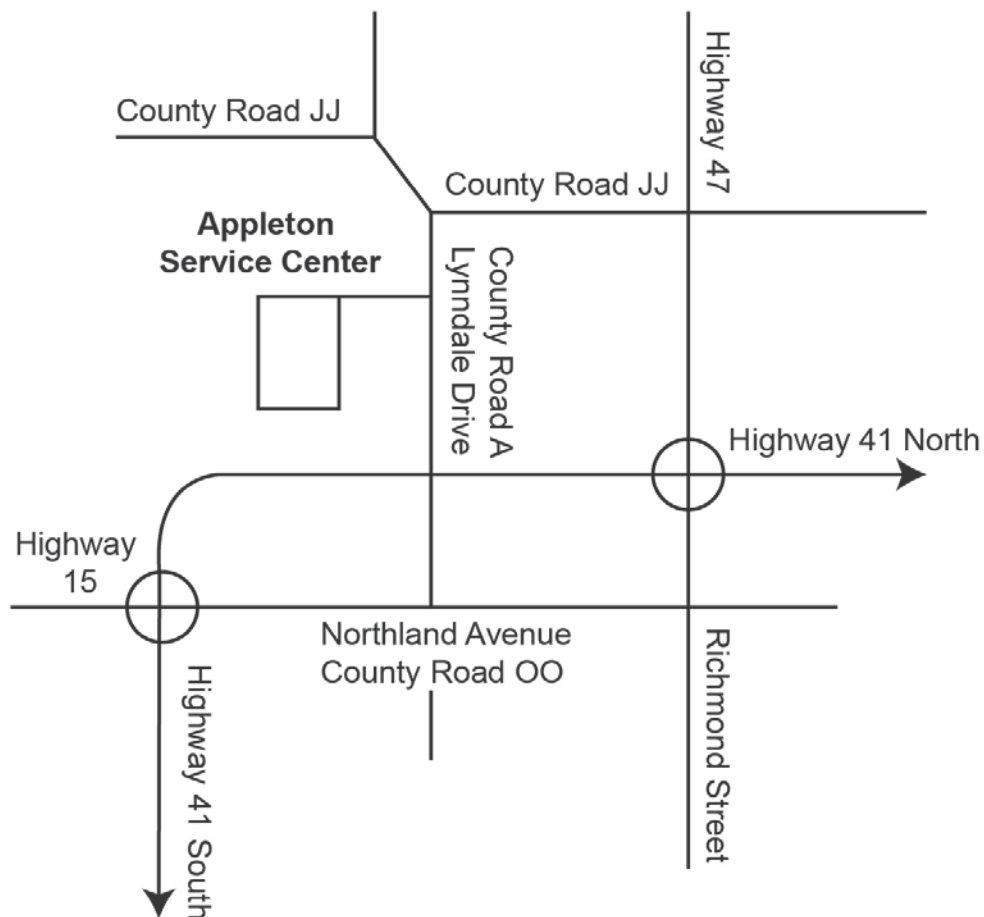 Highway 47
County Road JJ
County Road JJ
Appleton
Service Center
County Road A
Lynndale Drive
Highway 41 North
Highway
15
Northland Avenue
County Road OO
Richmond Street
Highway 41 South